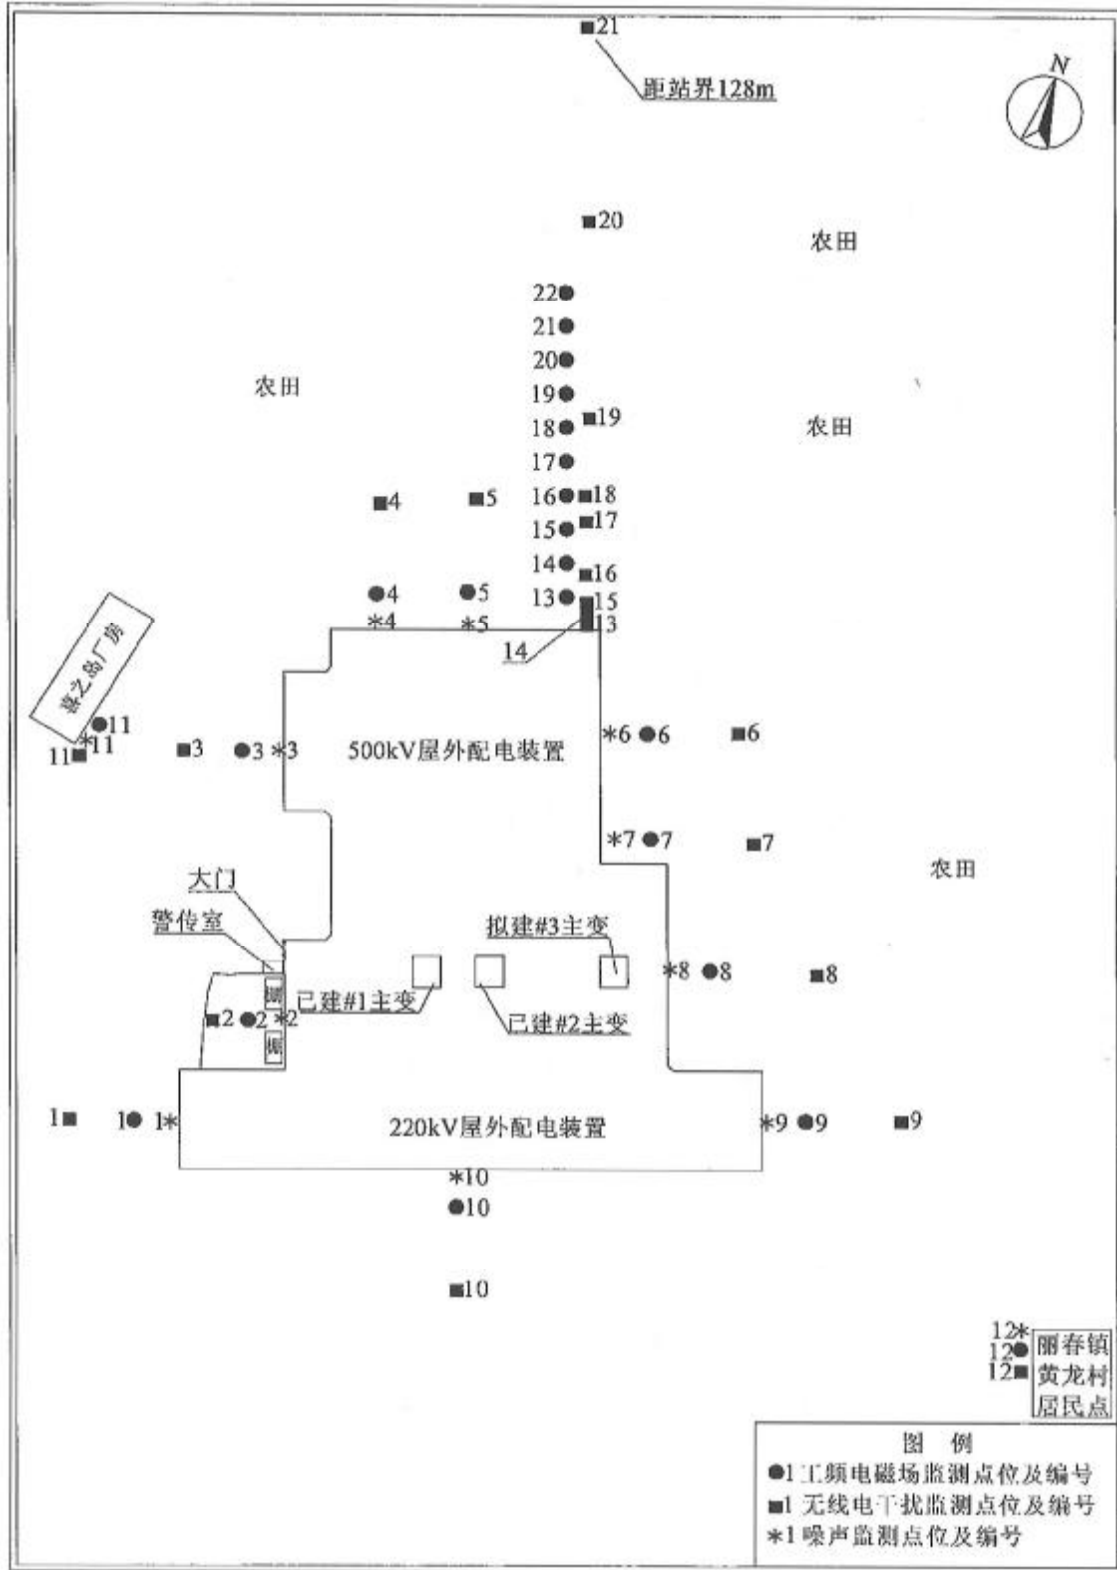 21
距站界128m
N
20
农田
22
21
20
农田
19
19
18
农田
17
4
5
16
18
17
15
14
16
4
5
13
15
*4
*5
13
14
喜之岛厂房
11
*11
11
3
3
*3
500kV屋外配电装置
*6
6
6
*7
7
7
农田
大门
警传室
拟建#3主变
*8
8
8
已建#1主变
2
2
*2
已建#2主变
1
1
1*
220kV屋外配电装置
*9
9
9
*10
10
10
12*
12
12
丽春镇
黄龙村
居民点
图 例
●1工频电磁场监测点位及编号
■1 无线电干扰监测点位及编号
*1 噪声监测点位及编号